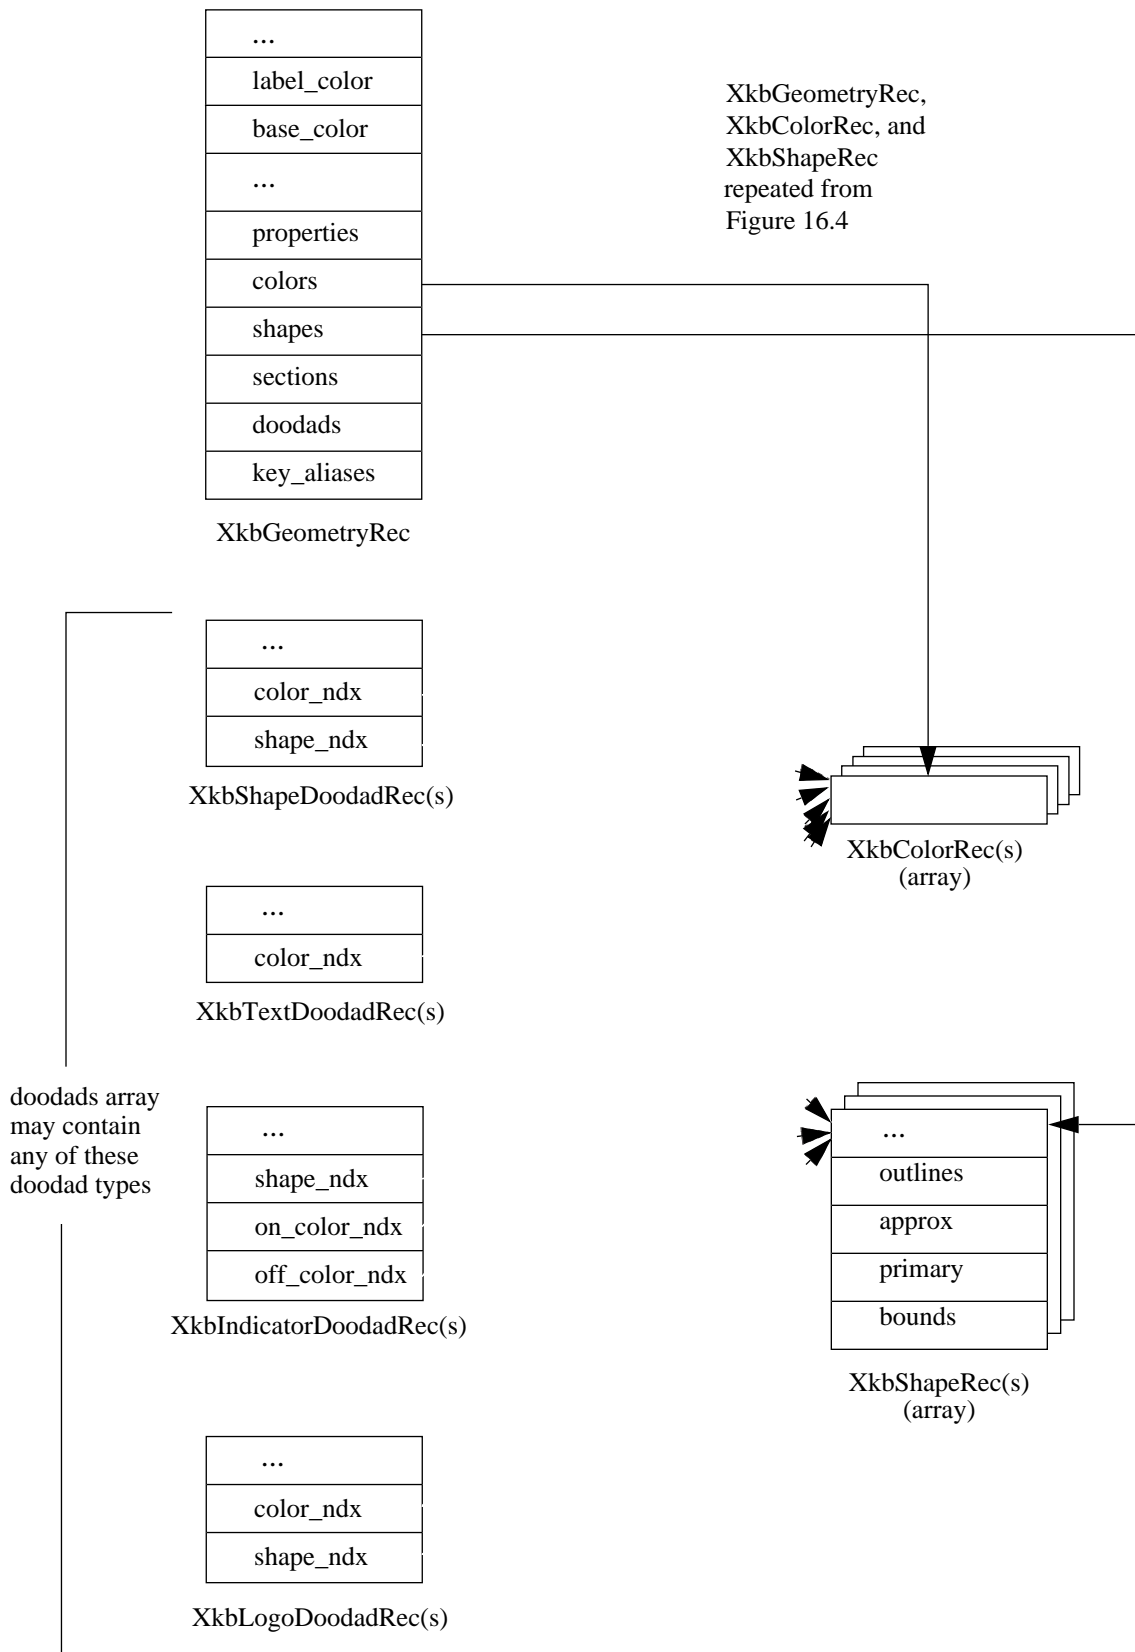 ...
label_color
base_color
...
properties
colors
shapes
sections
doodads
key_aliases
XkbGeometryRec
XkbGeometryRec,
XkbColorRec, and
XkbShapeRec
repeated from
Figure 16.4
...
color_ndx
shape_ndx
XkbShapeDoodadRec(s)
XkbColorRec(s)
(array)
...
color_ndx
XkbTextDoodadRec(s)
doodads array
may contain
any of these
doodad types
...
shape_ndx
on_color_ndx
off_color_ndx
XkbIndicatorDoodadRec(s)
...
outlines
approx
primary
bounds
XkbShapeRec(s)
(array)
...
color_ndx
shape_ndx
XkbLogoDoodadRec(s)